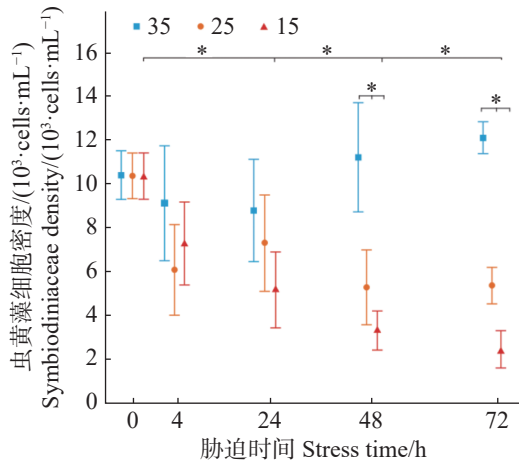 35 25 15
* * *
* *
16
14
12
10
8
6
4
2
0
0 4 24 48 72
胁迫时间 Stress time/h
虫黄藻细胞密度/(10³·cells·mL⁻¹)
Symbiodiniaceae density/(10³·cells·mL⁻¹)